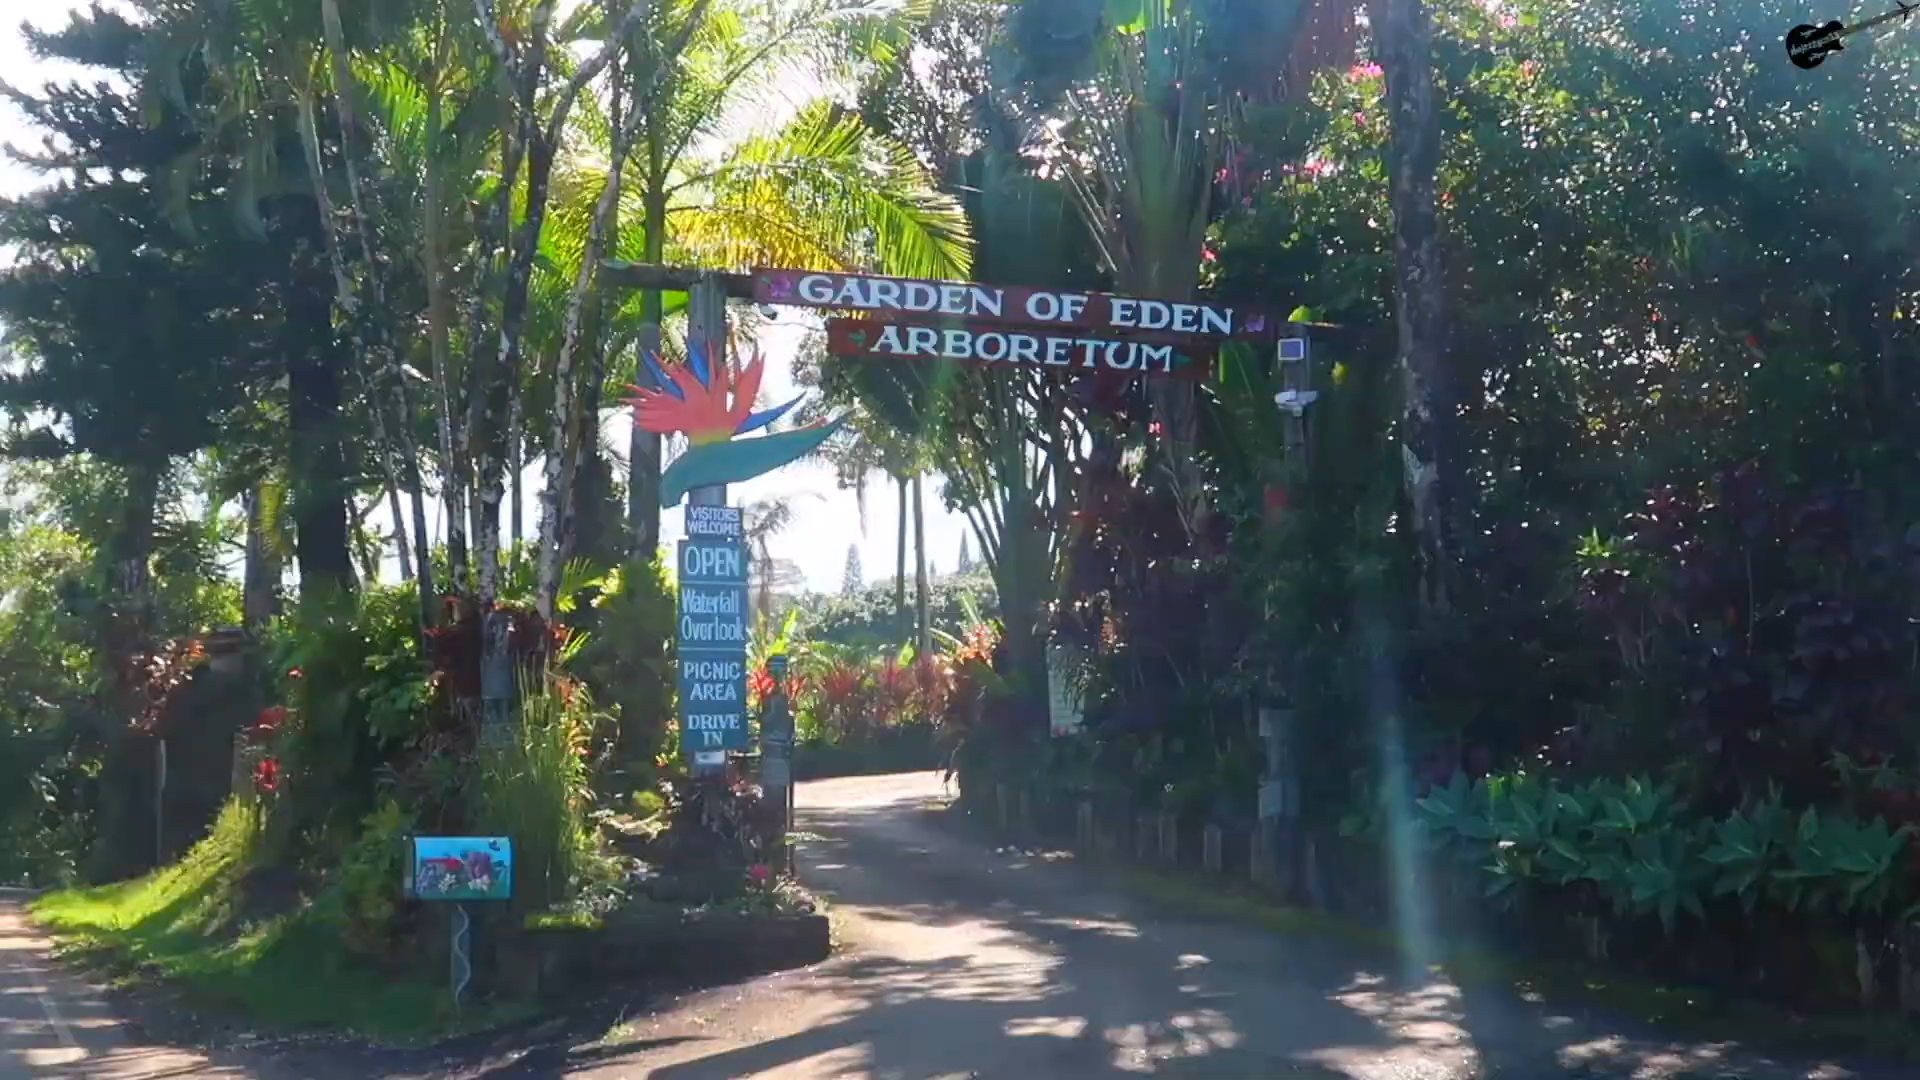 GARDEN OF EDEN
ARBORETUM
VISITORS
WELCOME
OPEN
Waterfall
Overlook
PICNIC
AREA
DRIVE
IN